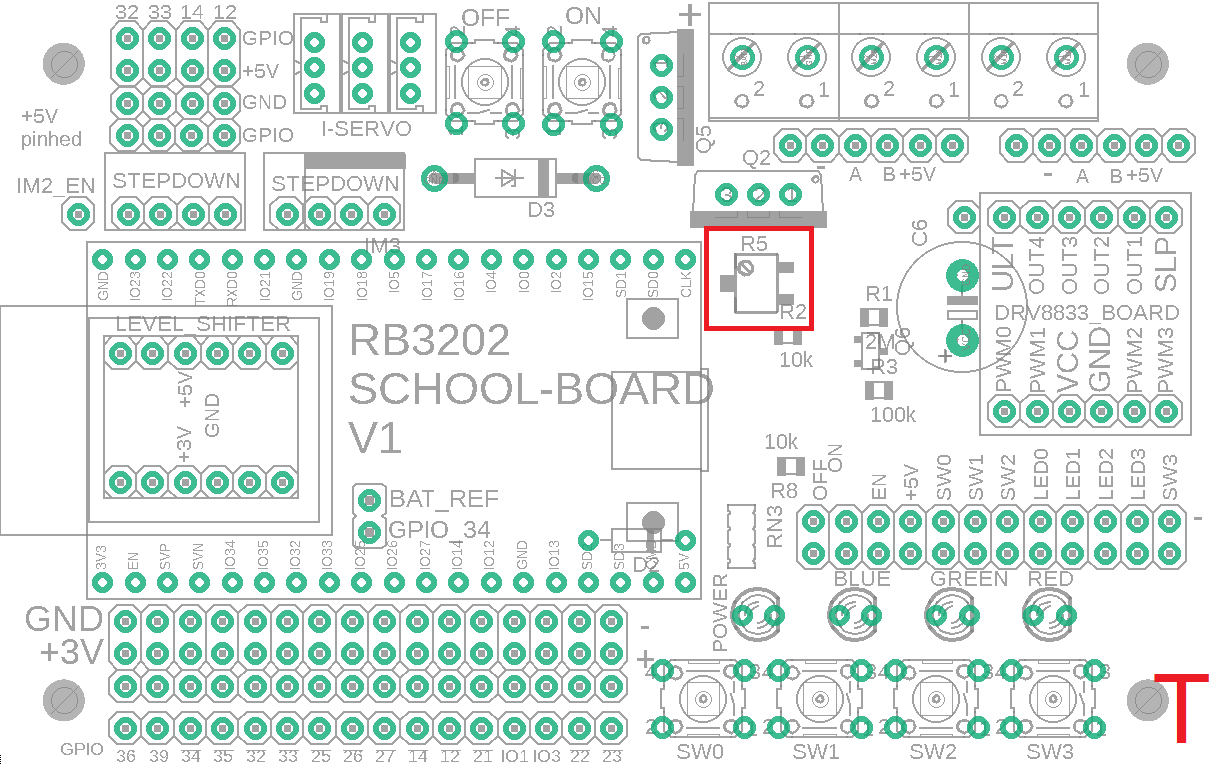 32 33 14 12
GPIO
+5V
GND
GPIO
+5V
pinhed
I-SERVO
OFF
ON
+
Q5
2 1 2 1 2 1
Q2
- A B +5V
- A B +5V
IM2_EN
STEPDOWN
STEPDOWN
IM3
D3
3 2 1
C6
R5
R2
10k
R1
2M
Q6
R3
100k
+
ULT OUT4 OUT3 OUT2 OUT1 SLP
DRV8833_BOARD
PWM0 PWM1 VCC GND PWM2 PWM3
GND IO23 IO22 TXD0 RXD0 IO21 GND IO19 IO18 IO5 IO17 IO16 IO4 IO0 IO2 IO15 SD1 SD0 CLK
LEVEL_SHIFTER
+5V
GND
+3V
RB3202
SCHOOL-BOARD
V1
BAT_REF
GPIO_34
3V3 EN SVP SVN IO34 IO35 IO32 IO33 IO25 IO26 IO27 IO14 IO12 GND IO13 SD3 5V
10k
R8
RN3
OFF ON EN +5V SW0 SW1 SW2 LED0 LED1 LED2 LED3 SW3
-
BLUE GREEN RED
POWER
GND
+3V
-
+
GPIO
36 39 34 35 32 33 25 26 27 14 12 21 IO1 IO3 22 23
SW0 SW1 SW2 SW3
T